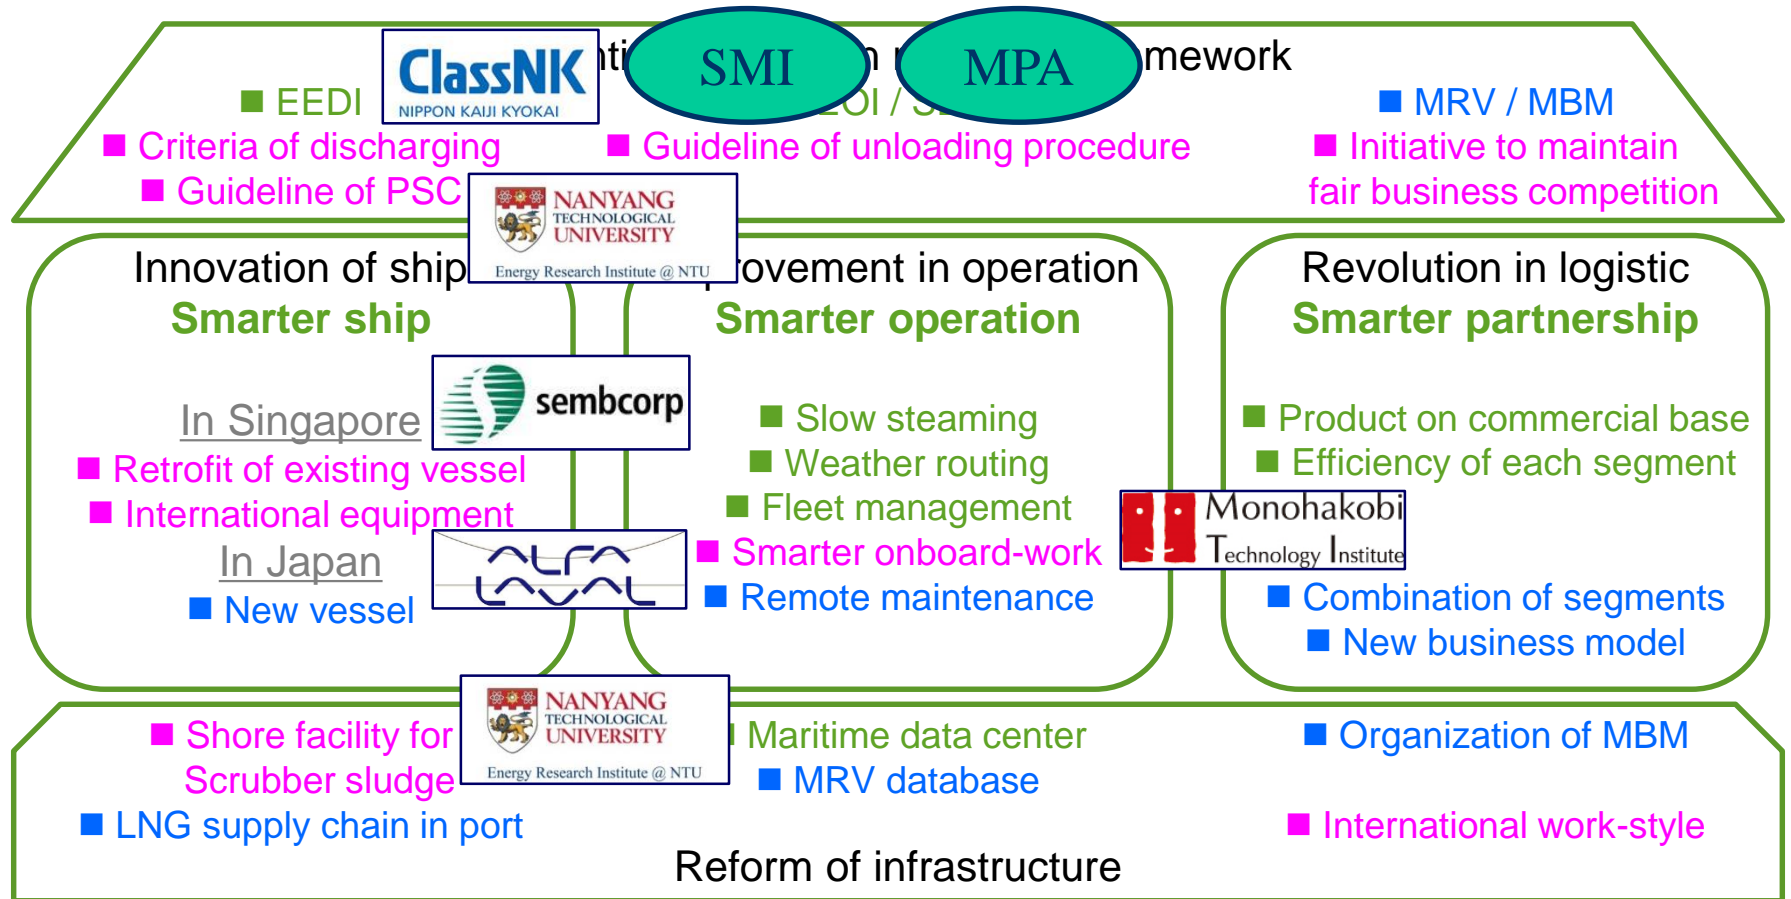 ClassNK
NIPPON KAIJI KYOKAI
SMI
MPA
■ EEDI
■ MRV / MBM
■ Criteria of discharging
■ Guideline of unloading procedure
■ Initiative to maintain
fair business competition
■ Guideline of PSC
NANYANG
TECHNOLOGICAL
UNIVERSITY
Energy Research Institute @ NTU
Innovation of ship
Smarter ship
In Singapore
■ Retrofit of existing vessel
■ International equipment
In Japan
■ New vessel
sembcorp
ALFA
LAVAL
in operation
Smarter operation
■ Slow steaming
■ Weather routing
■ Fleet management
■ Smarter onboard-work
■ Remote maintenance
Revolution in logistic
Smarter partnership
■ Product on commercial base
■ Efficiency of each segment
Monohakobi
Technology Institute
■ Combination of segments
■ New business model
■ Shore facility for
Scrubber sludge
■ LNG supply chain in port
NANYANG
TECHNOLOGICAL
UNIVERSITY
Energy Research Institute @ NTU
Maritime data center
■ MRV database
■ Organization of MBM
■ International work-style
Reform of infrastructure